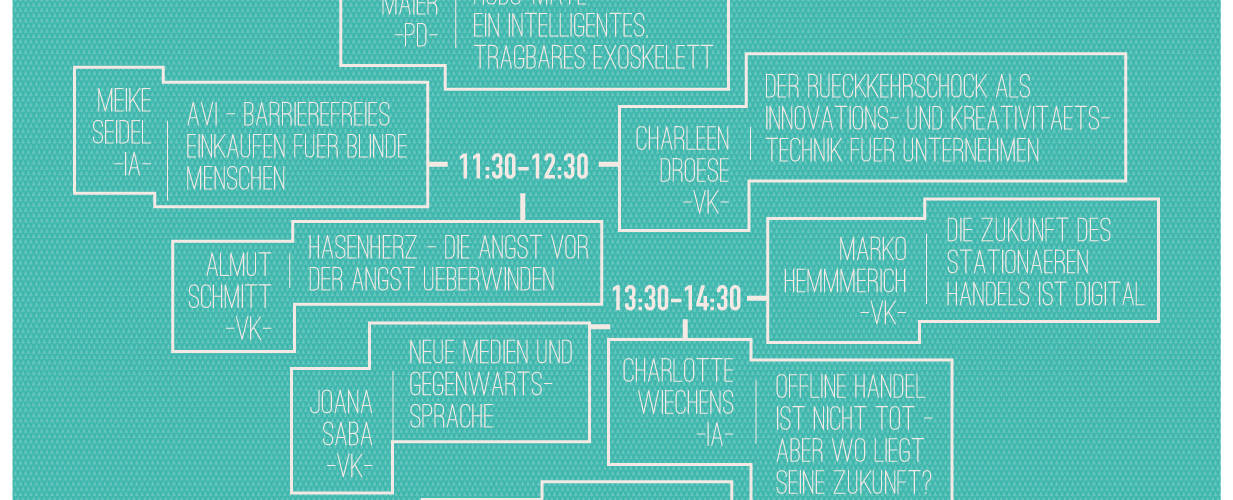 MAIER
-PD-
EIN INTELLIGENTES,
TRAGBARES EXOSKELETT
MEIKE
SEIDEL
-IA-
AVI - BARRIEREFREIES
EINKAUFEN FUER BLINDE
MENSCHEN
11:30-12:30
CHARLEEN
DROESE
-VK-
DER RUECKKEHRSCHOCK ALS
INNOVATIONS- UND KREATIVITAETS-
TECHNIK FUER UNTERNEHMEN
ALMUT
SCHMITT
-VK-
HASENHERZ - DIE ANGST VOR
DER ANGST UEBERWINDEN
13:30-14:30
MARKO
HEMMMERICH
-VK-
DIE ZUKUNFT DES
STATIONAEREN
HANDELS IST DIGITAL
JOANA
SABA
-VK-
NEUE MEDIEN UND
GEGENWARTS-
SPRACHE
CHARLOTTE
WIECHENS
-IA-
OFFLINE HANDEL
IST NICHT TOT -
ABER WO LIEGT
SEINE ZUKUNFT?